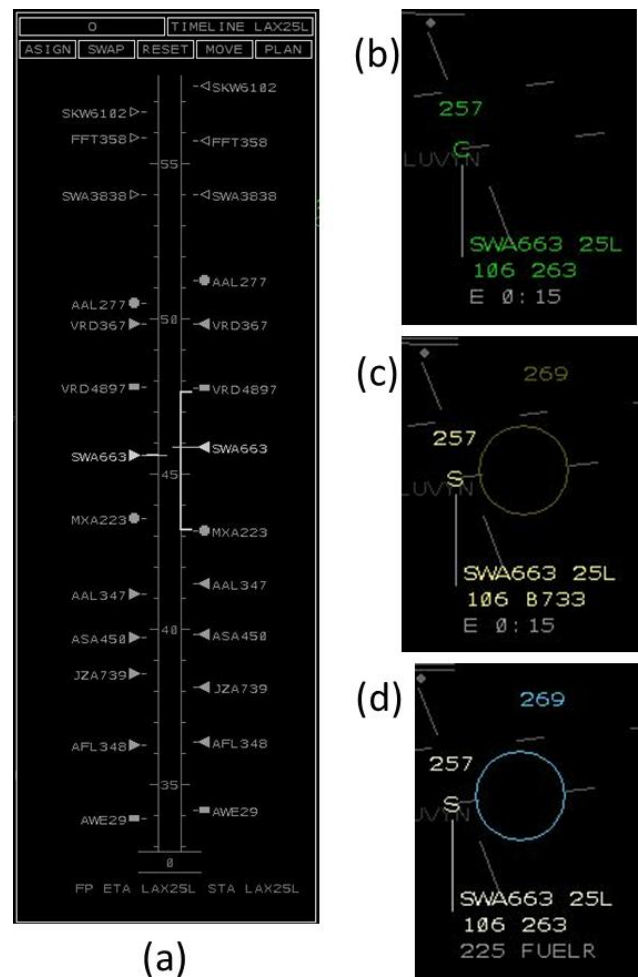 0 TIMELINE LAX25L
ASIGN SWAP RESET MOVE PLAN
SKW6102
SKW6102
FFT358 FFT358
55
SWA3838 SWA3838
AAL277
AAL277
50
VRD367 VRD367
VRD4897 VRD4897
SWA663 SWA663
45
MXA223
MXA223
AAL347
AAL347
40
ASA450 ASA450
JZA739
JZA739
AFL348 AFL348
35
AWE29 AWE29
0
FP ETA LAX25L STA LAX25L
(a)
(b)
257
C
LUVYN
SWA663 25L
106 263
E 0:15
(c)
269
257
S
LUVYN
SWA663 25L
106 B733
E 0:15
(d)
269
257
S
LUVYN
SWA663 25L
106 263
225 FUELR